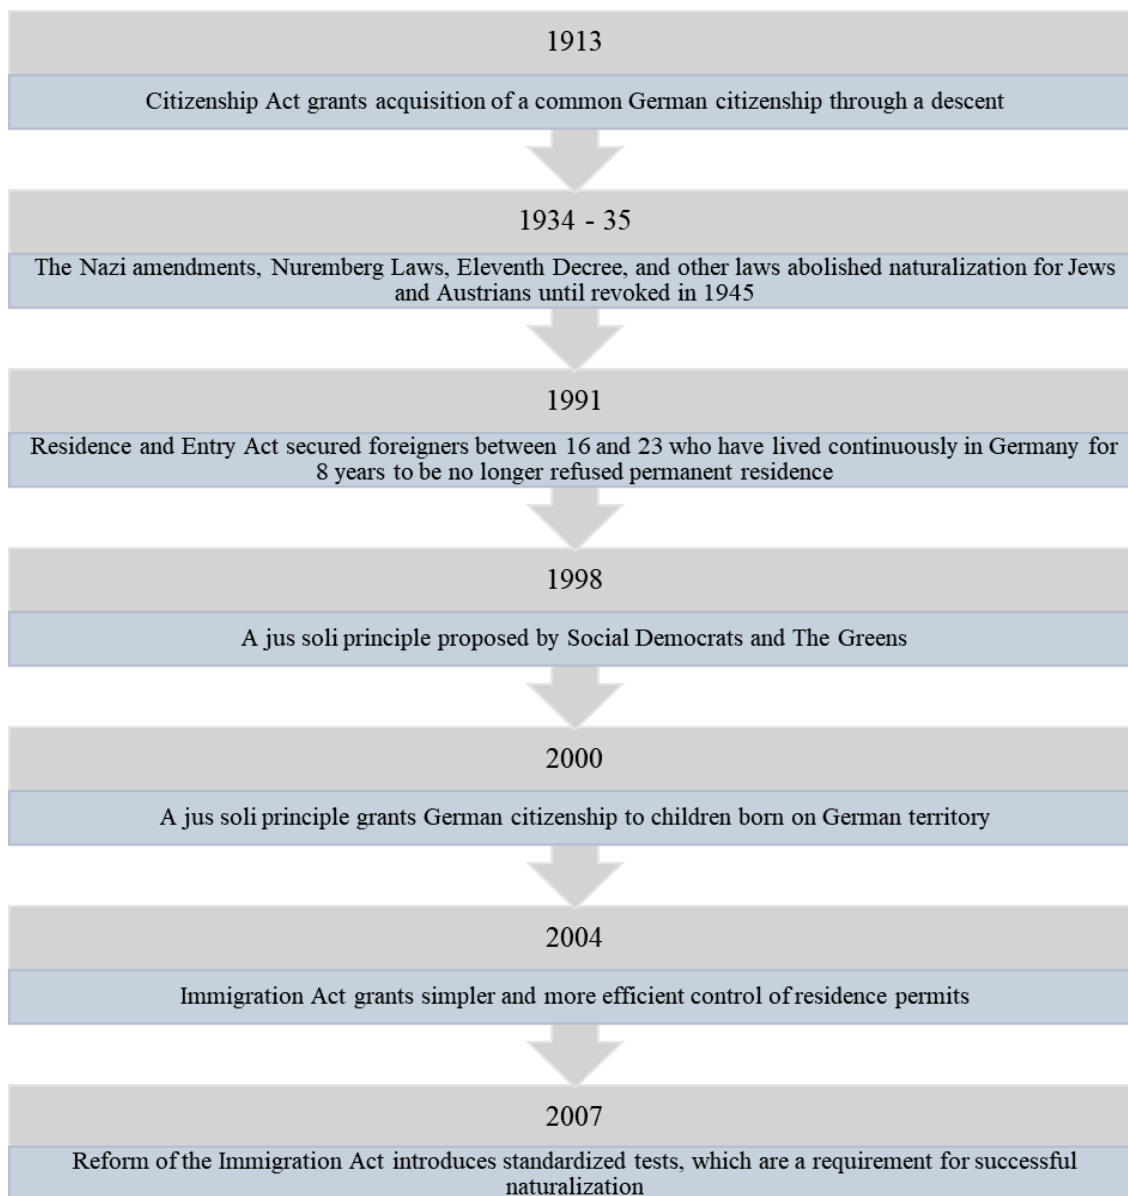 1913
Citizenship Act grants acquisition of a common German citizenship through a descent
1934 - 35
The Nazi amendments, Nuremberg Laws, Eleventh Decree, and other laws abolished naturalization for Jews
and Austrians until revoked in 1945
1991
Residence and Entry Act secured foreigners between 16 and 23 who have lived continuously in Germany for
8 years to be no longer refused permanent residence
1998
A jus soli principle proposed by Social Democrats and The Greens
2000
A jus soli principle grants German citizenship to children born on German territory
2004
Immigration Act grants simpler and more efficient control of residence permits
2007
Reform of the Immigration Act introduces standardized tests, which are a requirement for successful
naturalization